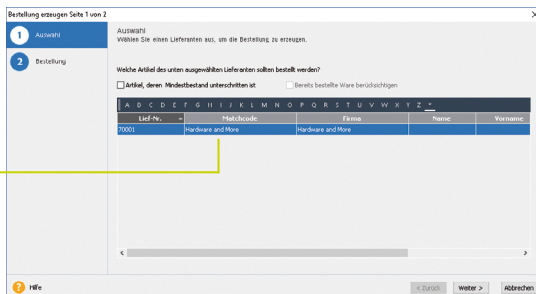 Bestellung erzeugen Seite 1 von 2
1 Auswahl
2 Bestellung
Auswahl
Wählen Sie einen Lieferanten aus, um die Bestellung zu erzeugen.
Welche Artikel des unten ausgewählten Lieferanten sollten bestellt werden?
Artikel, deren Mindestbestand unterschritten ist Bereits bestellte Ware berücksichtigen
A B C D E F G H I J K L M N O P Q R S T U V W X Y Z *
Lief-Nr. Matchcode Firma Name Vorname
70001 Hardware and More Hardware and More
? Hilfe < Zurück Weiter > Abbrechen